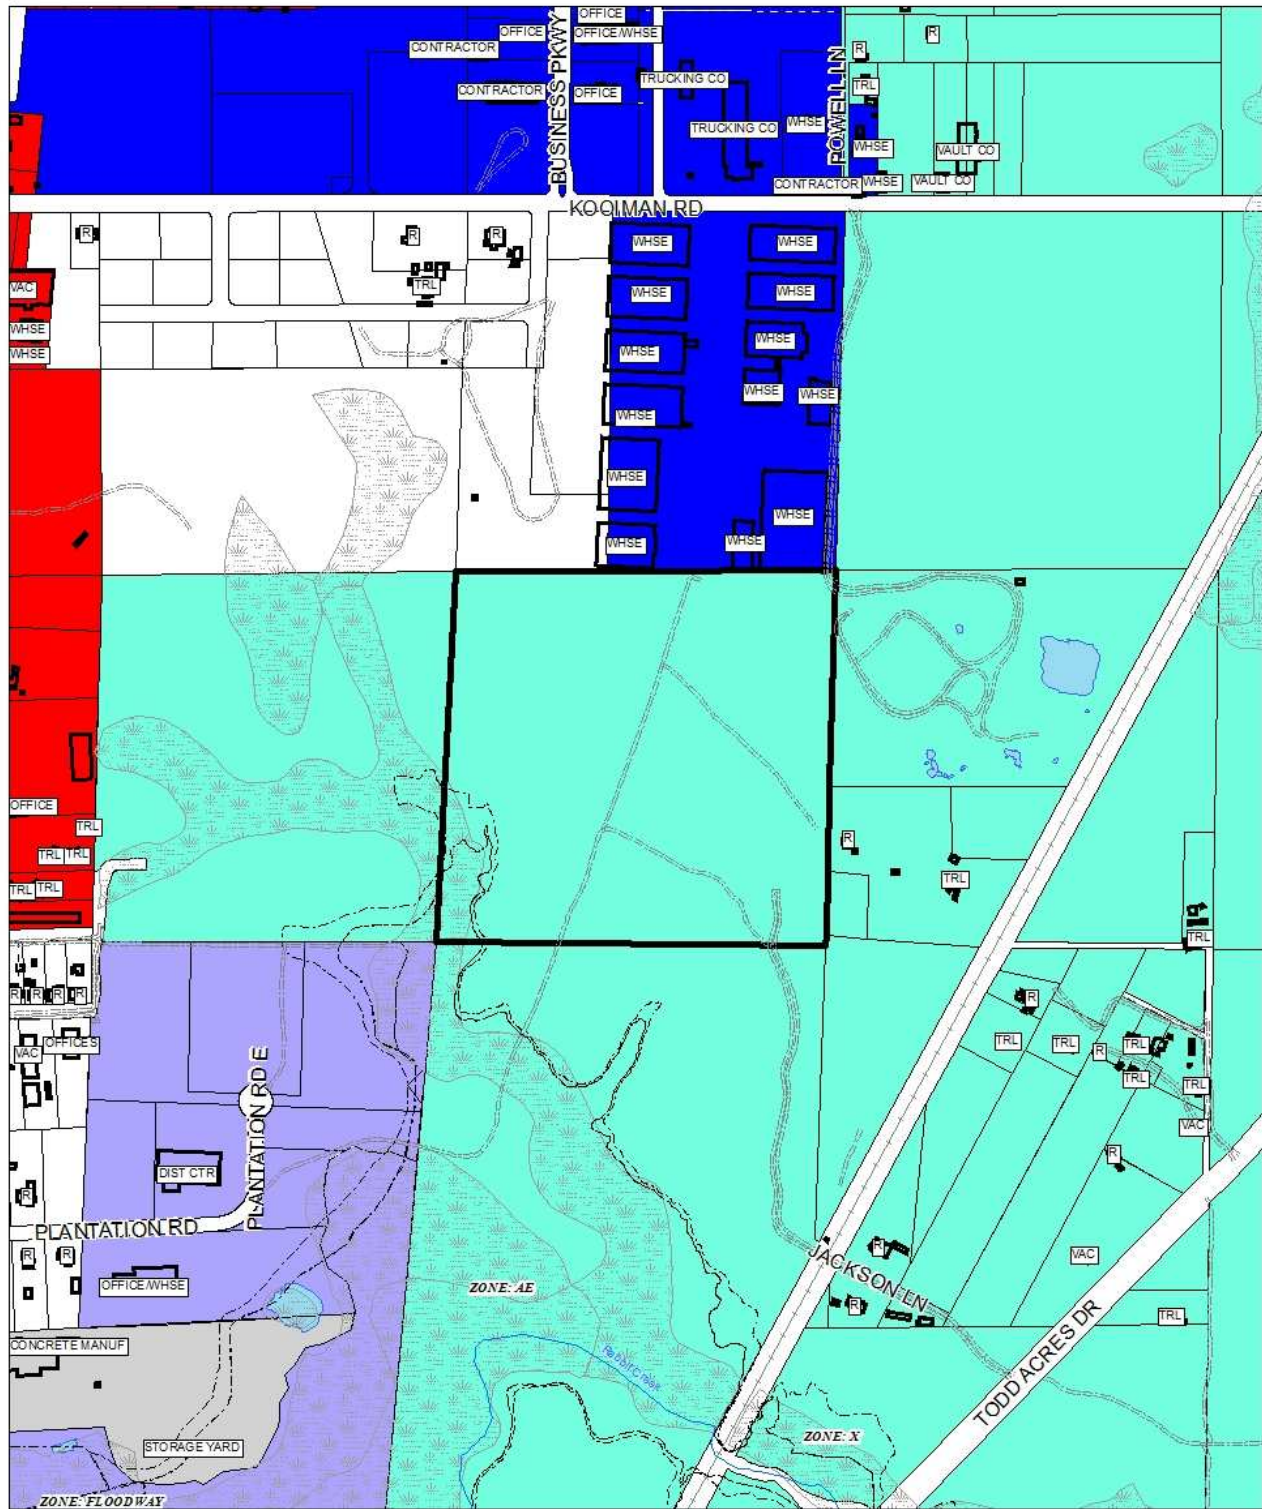 OFFICE
OFFICE
OFFICE/WHSE
CONTRACTOR
BUSINESS PKWY
TRUCKING CO
CONTRACTOR
OFFICE
TRUCKING CO
WHSE
POWELL LN
R
R
TRL
WHSE
VAULT CO
CONTRACTOR
WHSE
VAULT CO
KOOIMAN RD
R
R
R
WHSE
WHSE
VAC
TRL
WHSE
WHSE
WHSE
WHSE
WHSE
WHSE
WHSE
WHSE
WHSE
WHSE
WHSE
WHSE
WHSE
OFFICE
TRL
TRL
TRL
TRL
TRL
R
TRL
TRL
R
R
R
R
R
VAC
OFFICES
TRL
TRL
R
TRL
TRL
TRL
VAC
R
PLANTATION RD E
DIST CTR
R
PLANTATION RD
R
R
OFFICE/WHSE
R
JACKSON LN
VAC
R
TRL
ZONE: AE
CONCRETE MANUF
Rabbit Creek
TODD ACRES DR
STORAGE YARD
ZONE: X
ZONE: FLOODWAY